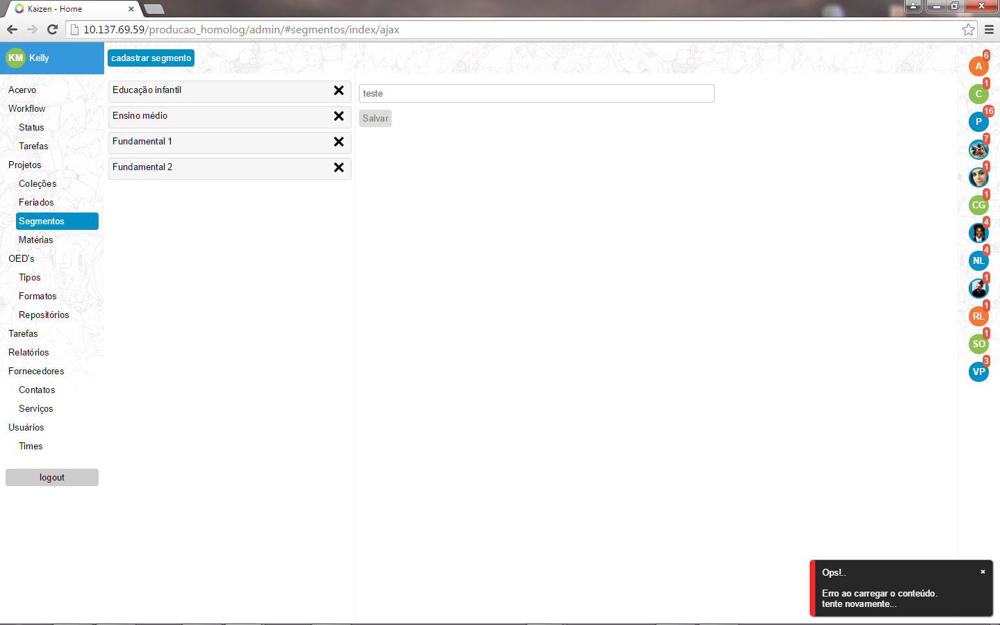 Kaizen - Home
10.137.69.59/producao_homolog/admin/#segmentos/index/ajax
KM Kelly
cadastrar segmento
Acervo
Workflow
Status
Tarefas
Projetos
Coleções
Feriados
Segmentos
Matérias
OED's
Tipos
Formatos
Repositórios
Tarefas
Relatórios
Fornecedores
Contatos
Serviços
Usuários
Times
logout
Educação infantil
Ensino médio
Fundamental 1
Fundamental 2
teste
Salvar
6
A
1
C
16
P
7
1
1
CG
4
4
NL
1
1
RL
1
SO
3
VP
Ops!..
Erro ao carregar o conteúdo.
tente novamente...